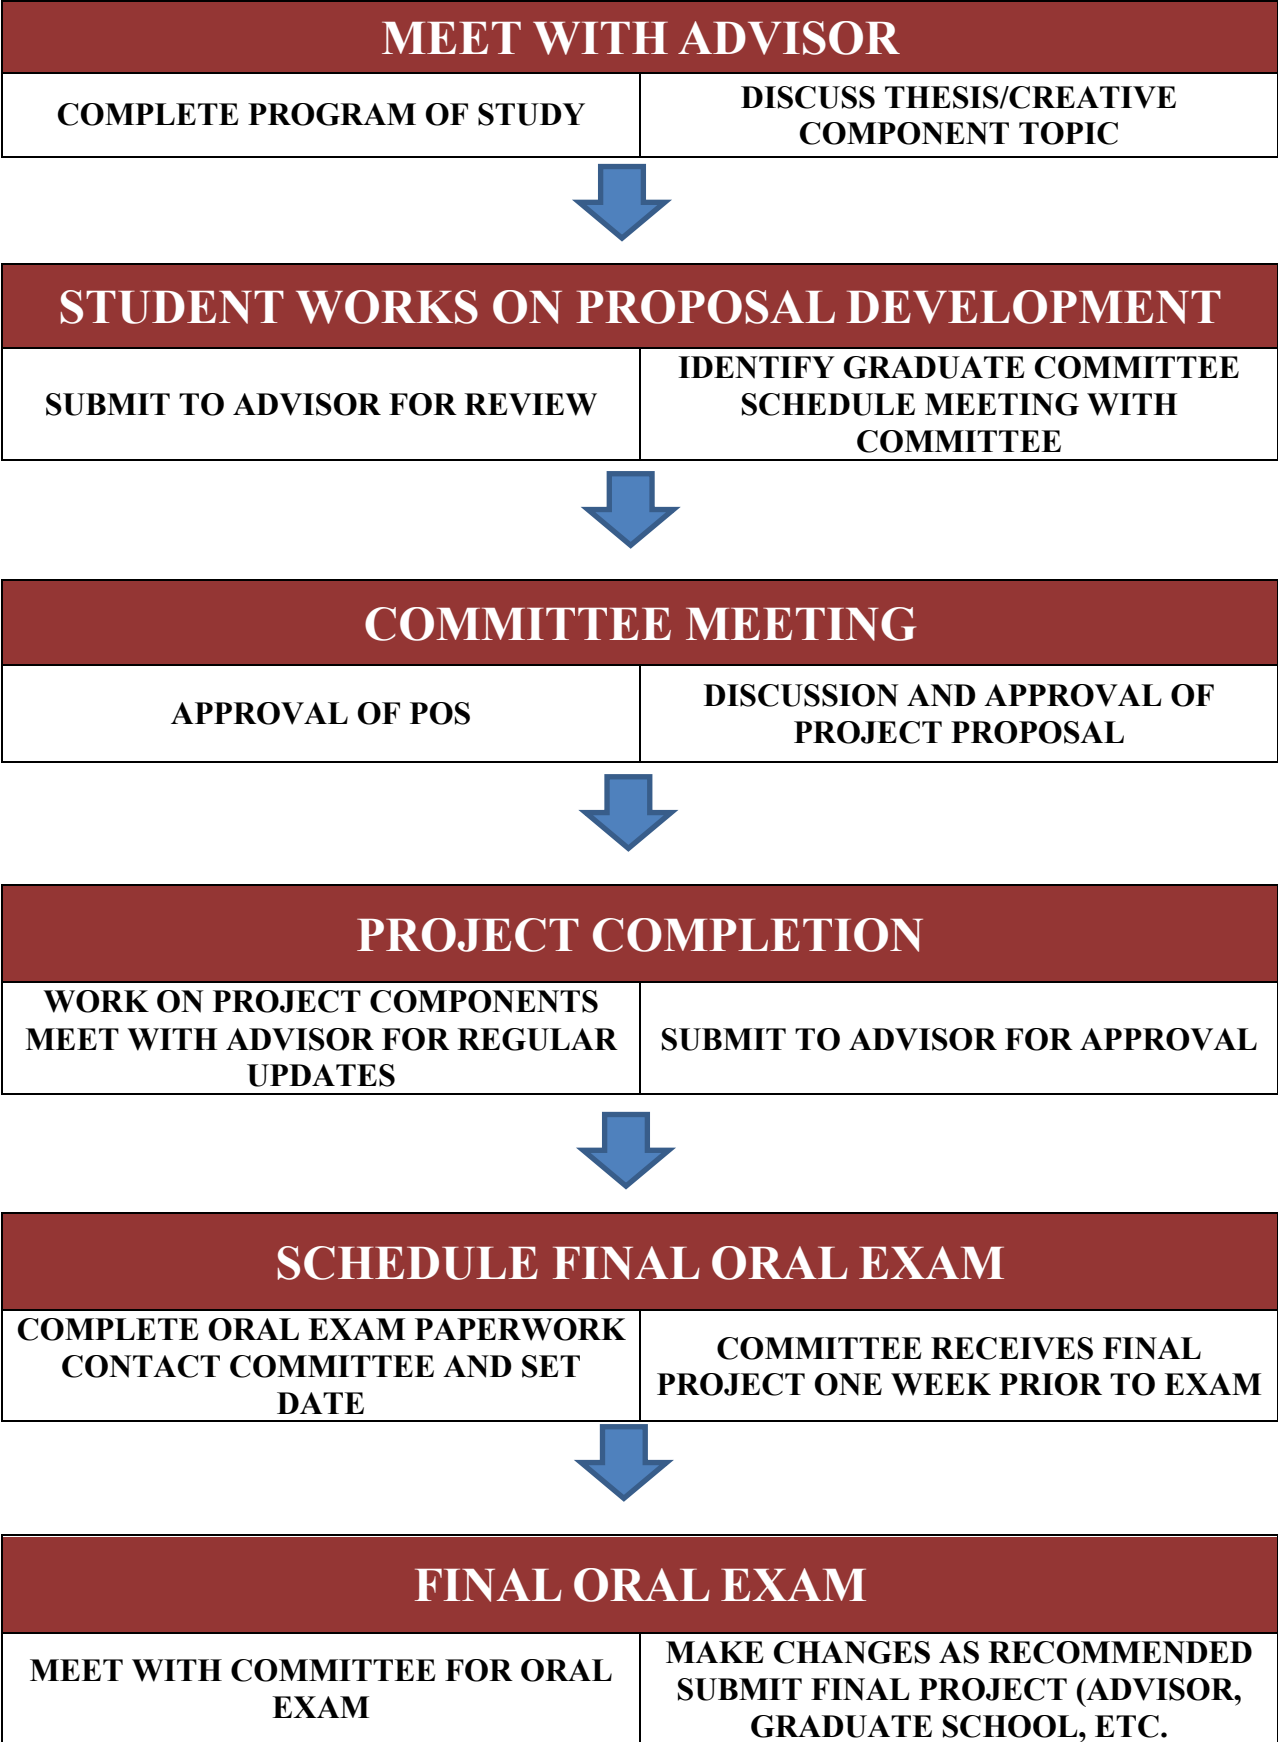 MEET WITH ADVISOR
COMPLETE PROGRAM OF STUDY
DISCUSS THESIS/CREATIVE
COMPONENT TOPIC
STUDENT WORKS ON PROPOSAL DEVELOPMENT
SUBMIT TO ADVISOR FOR REVIEW
IDENTIFY GRADUATE COMMITTEE
SCHEDULE MEETING WITH
COMMITTEE
COMMITTEE MEETING
APPROVAL OF POS
DISCUSSION AND APPROVAL OF
PROJECT PROPOSAL
PROJECT COMPLETION
WORK ON PROJECT COMPONENTS
MEET WITH ADVISOR FOR REGULAR
UPDATES
SUBMIT TO ADVISOR FOR APPROVAL
SCHEDULE FINAL ORAL EXAM
COMPLETE ORAL EXAM PAPERWORK
CONTACT COMMITTEE AND SET
DATE
COMMITTEE RECEIVES FINAL
PROJECT ONE WEEK PRIOR TO EXAM
FINAL ORAL EXAM
MEET WITH COMMITTEE FOR ORAL
EXAM
MAKE CHANGES AS RECOMMENDED
SUBMIT FINAL PROJECT (ADVISOR,
GRADUATE SCHOOL, ETC.